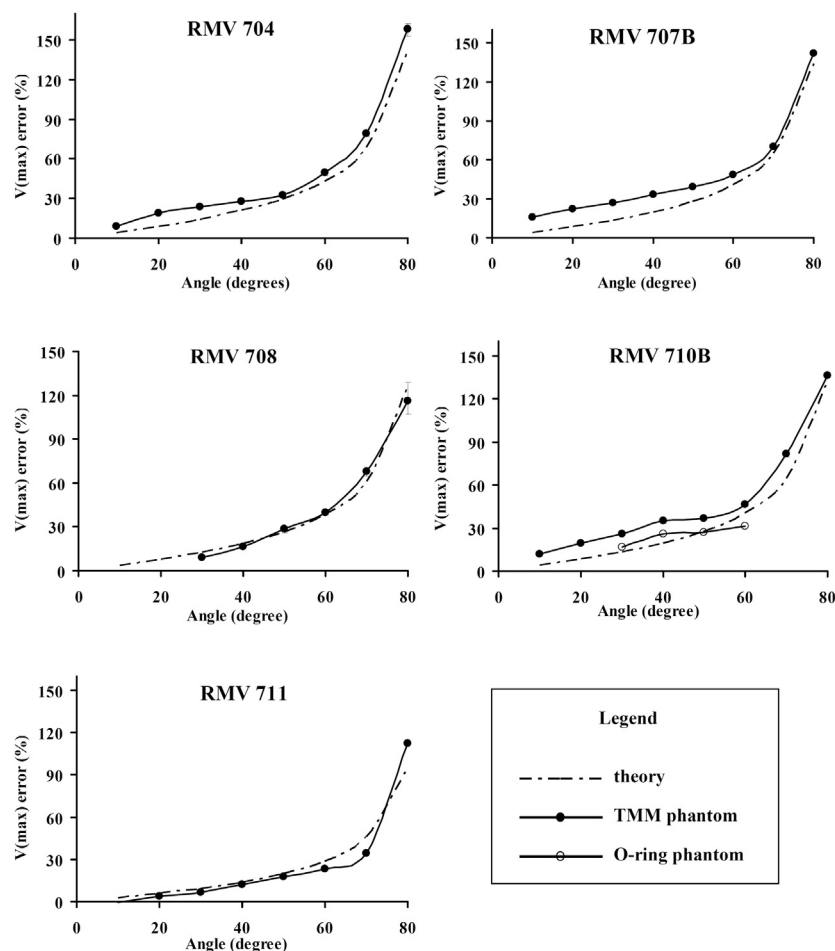 RMV 704
V(max) error (%)
150
120
90
60
30
0
0 20 40 60 80
Angle (degrees)
RMV 707B
V(max) error (%)
150
120
90
60
30
0
0 20 40 60 80
Angle (degree)
RMV 708
V(max) error (%)
150
120
90
60
30
0
0 20 40 60 80
Angle (degree)
RMV 710B
V(max) error (%)
150
120
90
60
30
0
0 20 40 60 80
Angle (degree)
RMV 711
V(max) error (%)
150
120
90
60
30
0
0 20 40 60 80
Angle (degree)
Legend
theory
TMM phantom
O-ring phantom